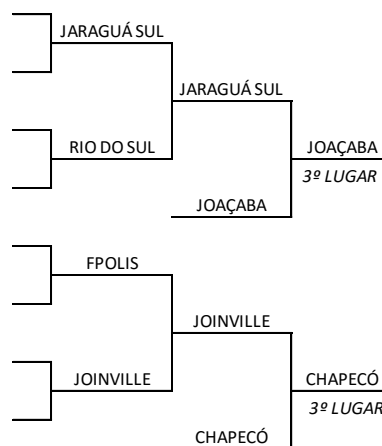 JARAGUÁ SUL
JARAGUÁ SUL
RIO DO SUL
JOAÇABA
3º LUGAR
JOAÇABA
FPOLIS
JOINVILLE
JOINVILLE
CHAPECÓ
3º LUGAR
CHAPECÓ